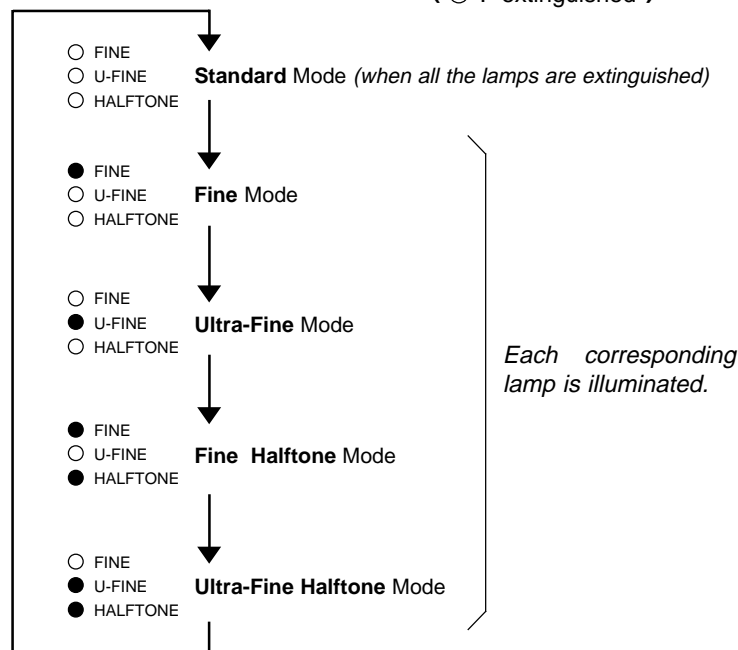 ( ○ : extinguished )
○ FINE
○ U-FINE Standard Mode (when all the lamps are extinguished)
○ HALFTONE
● FINE
○ U-FINE Fine Mode
○ HALFTONE
○ FINE
● U-FINE Ultra-Fine Mode
○ HALFTONE
Each corresponding
lamp is illuminated.
● FINE
○ U-FINE Fine Halftone Mode
● HALFTONE
○ FINE
● U-FINE Ultra-Fine Halftone Mode
● HALFTONE